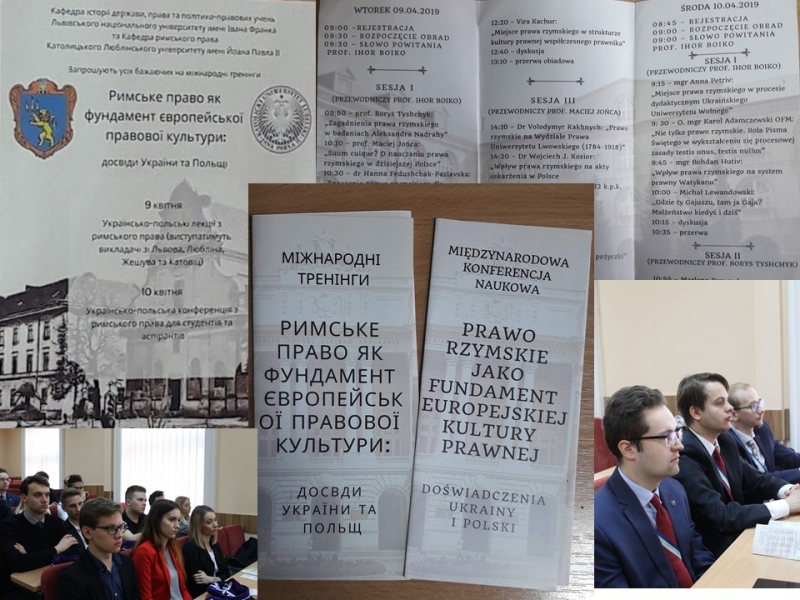 Кафедра історії держави, права та політико-правових учень
Львівського національного університету імені Івана Франка
та Кафедра римського права
Католицького Люблінського університету імені Йоана Павла ІІ
Запрошують усіх бажаючих на міжнародні тренінги
Римське право як
фундамент європейської
правової культури:
досвіди України та Польщі
9 квітня
Українсько-польські лекції з
римського права (виступатимуть
викладачі зі Львова, Любліна,
Жешува та Катовіц)
10 квітня
Українсько-польська конференція з
римського права для студентів та
аспірантів
WTOREK 09.04.2019
09:00 -REJESTRACJA
09:30 - ROZPOCZĘCIE OBRAD
09:30 - SŁOWO POWITANIA
PROF. IHOR BOIKO
SESJA I
(PRZEWODNICZY PROF. IHOR BOIKO)
09:50 - prof. Borys Tyshchyk:
„Zagadnienia prawa rzymskiego
w badaniach Aleksandra Nadrahy"
10:10 - prof. Maciej Jońca:
„Suum cuique? O nauczaniu prawa
rzymskiego w dzisiejszej Polsce"
10:30 - dr Hanna Fedushchak-Paslavska:
12:20 - Vira Kachur:
"Miejsce prawa rzymskiego w strukturze
kultury prawnej współczesnego prawnika"
12:40 - dyskusja
13:10 - przerwa obiadowa
SESJA III
(PRZEWODNICZY PROF. MACIEJ JOŃCA)
14:10 - Dr Volodymyr Kakhnych: „Prawo
rzymskie na Wydziale Prawa
Uniwersytetu Lwowskiego (1784-1918)"
14:30 - Dr Wojciech J. Kosior:
"Wpływ prawa rzymskiego na akty
oskarżenia w Polsce
k.p.k.
ŚRODA 10.04.2019
08:45 - REJESTRACJA
09:00 - ROZPOCZĘCIE OBRAD
09:00 - SŁOWO POWITANIA
PROF. IHOR BOIKO
SESJA I
(PRZEWODNICZY PROF. IHOR BOIKO)
9:15 - mgr Anna Petriv:
„Miejsce prawa rzymskiego w procesie
dydaktycznym Ukraińskiego
Uniwersytetu Wolnego"
9:30 - O. mgr Karol Adamczewski OFM:
"Nie tylko prawo rzymskie. Rola Pisma
Świętego w wykształceniu się procesowej
zasady testis unus, testis nullus"
9:45 - mgr Bohdan Hutiv:
"Wpływ prawa rzymskiego na system
prawny Watykanu"
10:00 - Michał Lewandowski:
"Gdzie ty Gajuszu, tam ja Gaja?
Małżeństwo kiedyś i dziś"
10:15 - dyskusja
10:35 - przerwa
SESJA II
(PRZEWODNICZY PROF. BORYS TYSHCHYK)
МІЖНАРОДНІ
ТРЕНІНГИ
РИМСЬКЕ
ПРАВО ЯК
ФУНДАМЕНТ
ЄВРОПЕЙСЬК
ОЇ ПРАВОВОЇ
КУЛЬТУРИ:
ДОСВДИ
УКРАЇНИ ТА
ПОЛЬЩ
MIĘDZYNARODOWA
KONFERENCJA
NAUKOWA
PRAWO
RZYMSKIE
JAKO
FUNDAMENT
EUROPEJSKIEJ
KULTURY
PRAWNEJ
DOŚWIADCZENIA
UKRAINY
I POLSKI